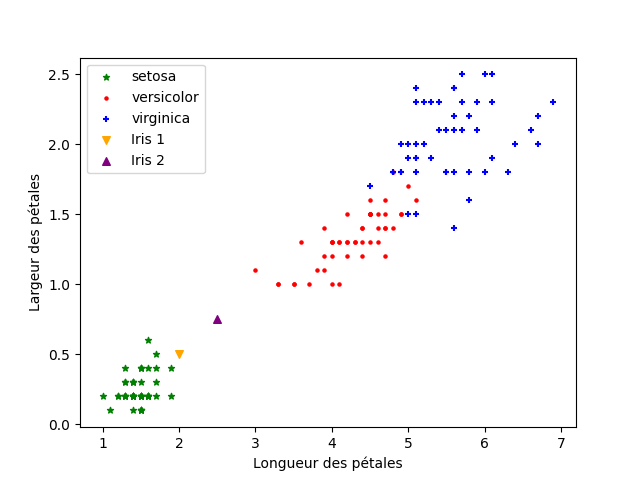 setosa
versicolor
virginica
Iris 1
Iris 2
Largeur des pétales
2.5
2.0
1.5
1.0
0.5
0.0
1 2 3 4 5 6 7
Longueur des pétales